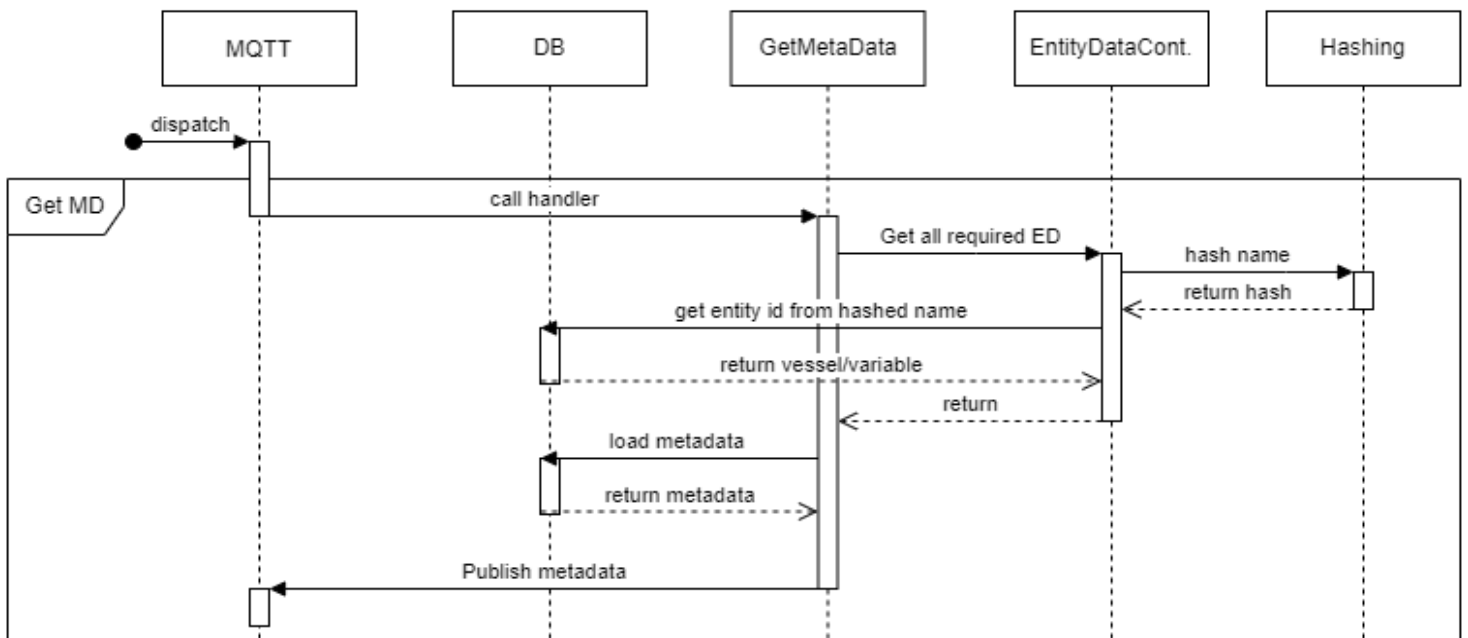 MQTT
DB
GetMetaData
EntityDataCont.
Hashing
dispatch
Get MD
call handler
Get all required ED
hash name
return hash
get entity id from hashed name
return vessel/variable
return
load metadata
return metadata
Publish metadata